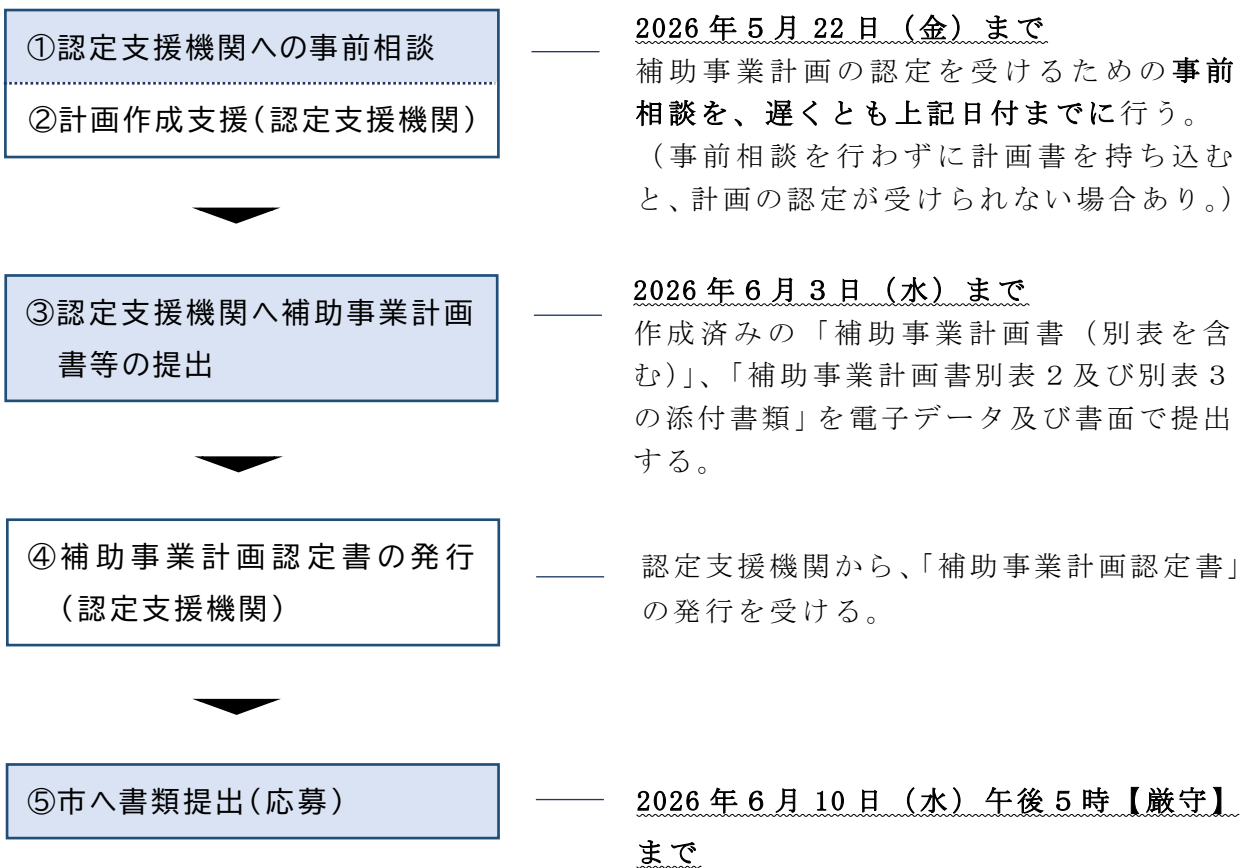 ①認定支援機関への事前相談
②計画作成支援（認定支援機関）
2026年5月22日（金）まで
補助事業計画の認定を受けるための事前
相談を、遅くとも上記日付までに行う。
（事前相談を行わずに計画書を持ち込む
と、計画の認定が受けられない場合あり。）
③認定支援機関へ補助事業計画
書等の提出
2026年6月3日（水）まで
作成済みの「補助事業計画書（別表を含
む）」、「補助事業計画書別表２及び別表３
の添付書類」を電子データ及び書面で提出
する。
④補助事業計画認定書の発行
（認定支援機関）
認定支援機関から、「補助事業計画認定書」
の発行を受ける。
⑤市へ書類提出（応募）
2026年6月10日（水）午後5時【厳守】
まで